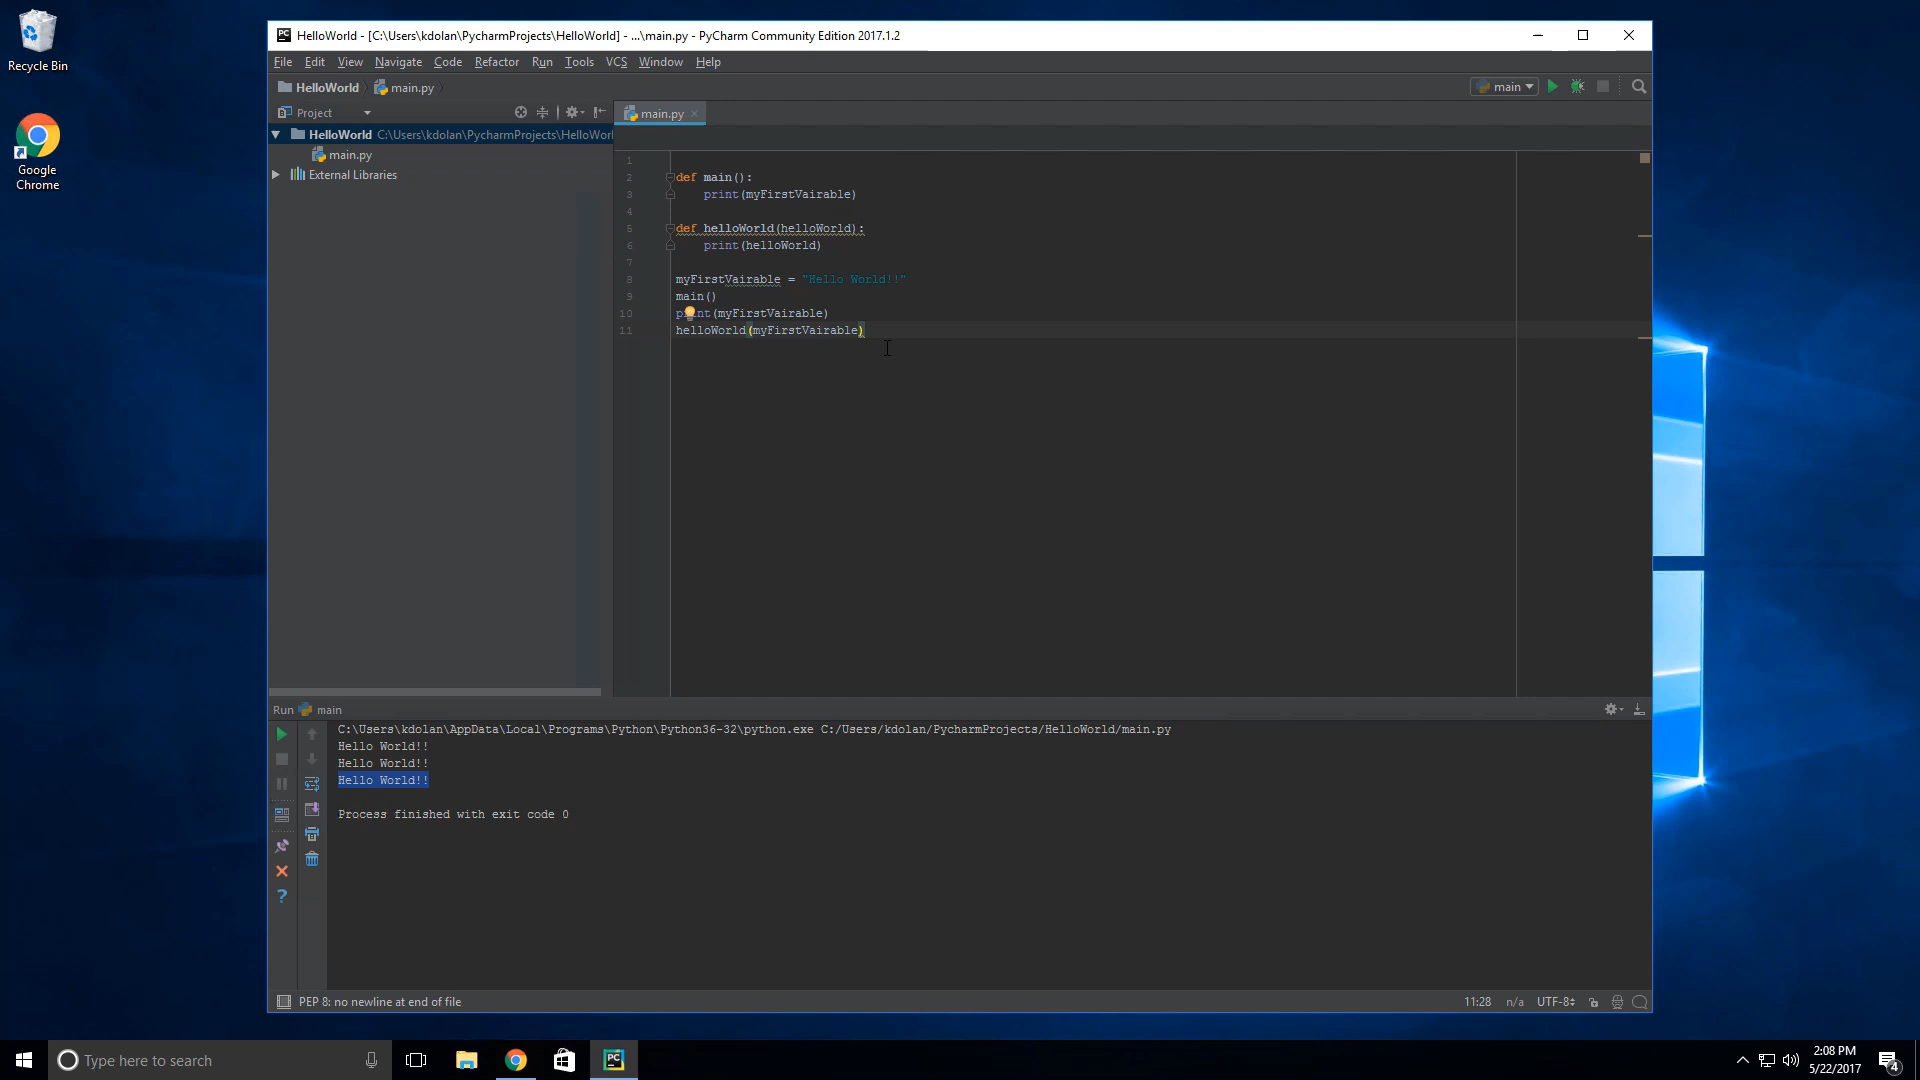 Recycle Bin
Google
Chrome
HelloWorld - [C:\Users\kdolan\PycharmProjects\HelloWorld] - ...\main.py - PyCharm Community Edition 2017.1.2
File Edit View Navigate Code Refactor Run Tools VCS Window Help
HelloWorld main.py
main
Project
main.py
HelloWorld C:\Users\kdolan\PycharmProjects\HelloWorl
main.py
External Libraries
1
2 def main():
3 print(myFirstVairable)
4
5 def helloWorld(helloWorld):
6 print(helloWorld)
7
8 myFirstVairable = "Hello World!!"
9 main()
10 print(myFirstVairable)
11 helloWorld(myFirstVairable)
Run main
C:\Users\kdolan\AppData\Local\Programs\Python\Python36-32\python.exe C:/Users/kdolan/PycharmProjects/HelloWorld/main.py
Hello World!!
Hello World!!
Hello World!!
Process finished with exit code 0
PEP 8: no newline at end of file
11:28 n/a UTF-8
Type here to search
2:08 PM
5/22/2017
4